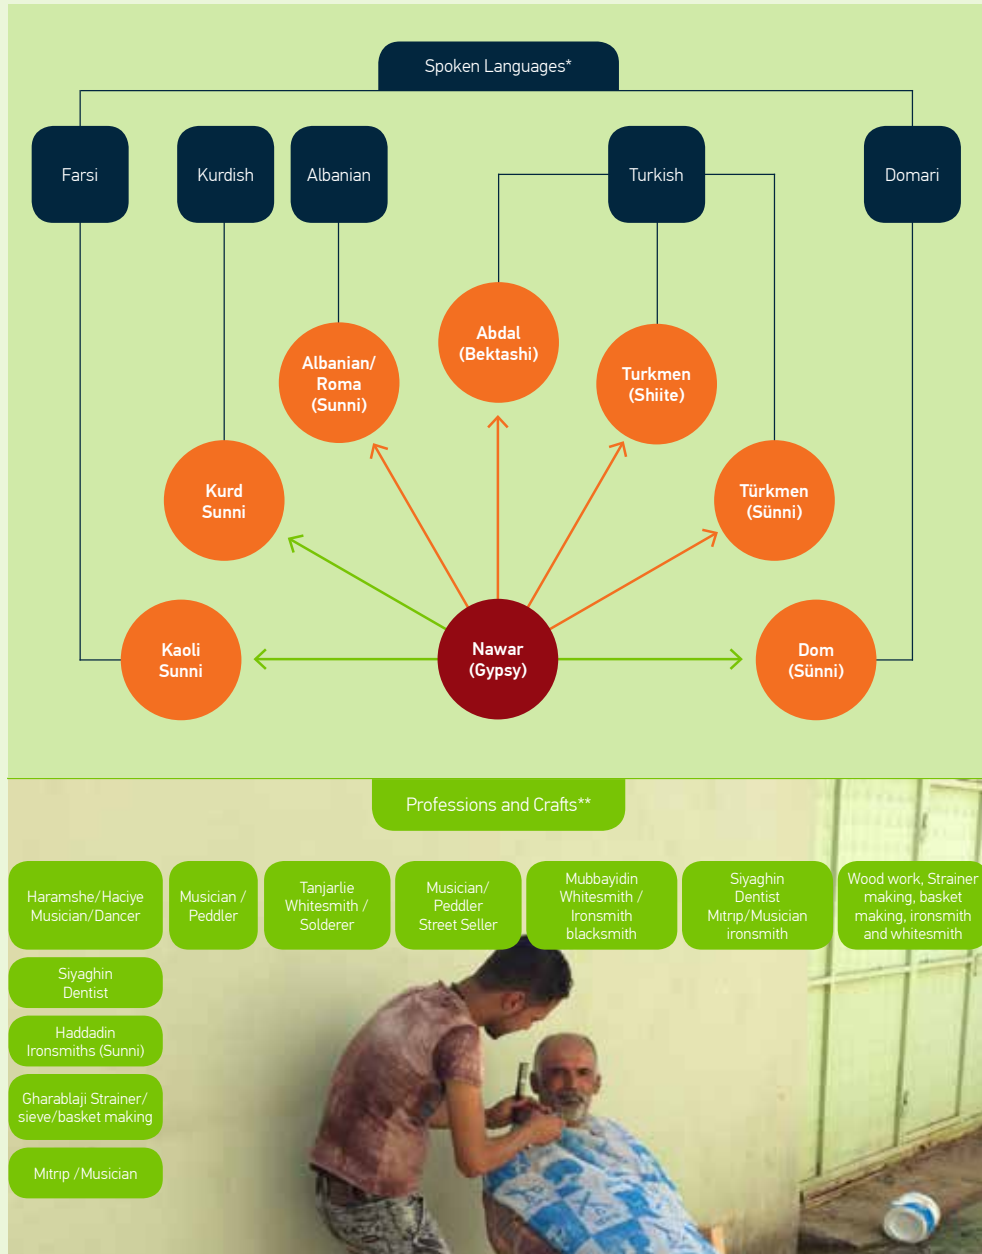 Spoken Languages*
Farsi
Kurdish
Albanian
Turkish
Domari
Abdal
(Bektashi)
Albanian/
Roma
(Sunni)
Turkmen
(Shiite)
Kurd
Sunni
Türkmen
(Sünni)
Kaoli
Sunni
Nawar
(Gypsy)
Dom
(Sünni)
Professions and Crafts**
Haramshe/Haciye
Musician/Dancer
Musician /
Peddler
Tanjarlie
Whitesmith /
Solderer
Musician/
Peddler
Street Seller
Mubbayidin
Whitesmith /
Ironsmith
blacksmith
Siyaghin
Dentist
Mıtrıp/Musician
ironsmith
Wood work, Strainer
making, basket
making, ironsmith
and whitesmith
Siyaghin
Dentist
Haddadin
Ironsmiths (Sunni)
Gharablaji Strainer/
sieve/basket making
Mıtrıp /Musician